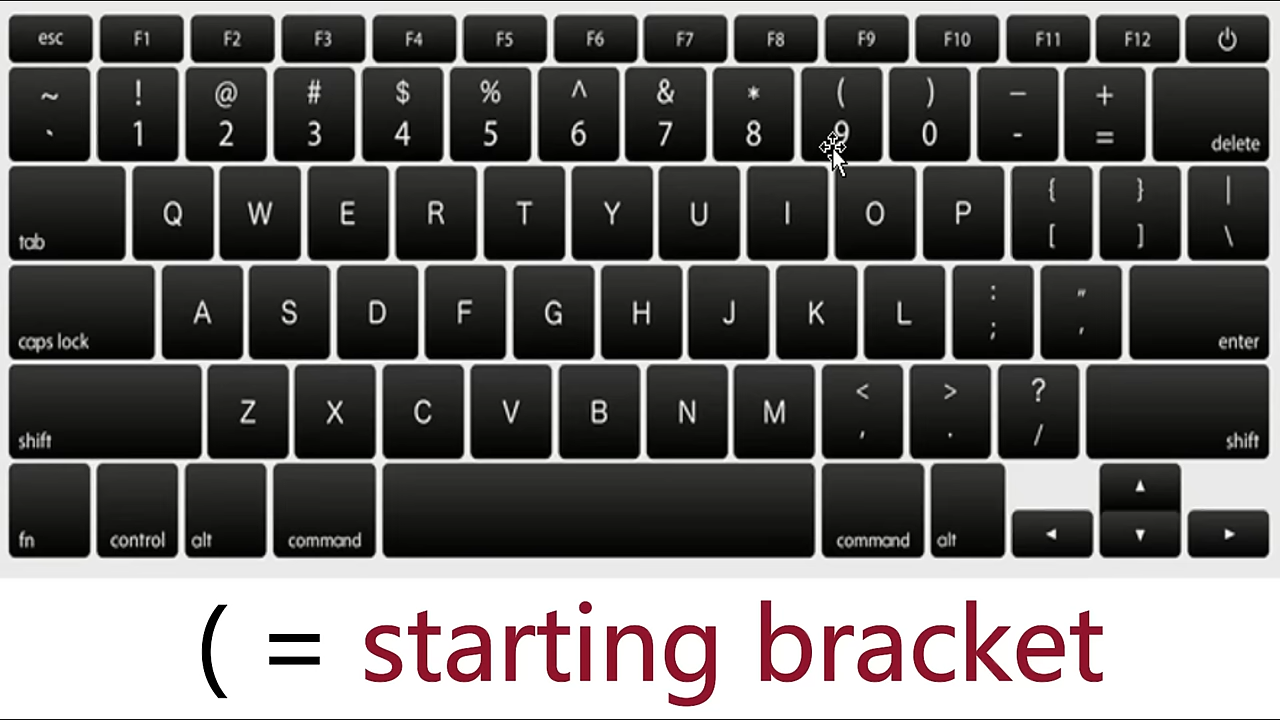 esc F1 F2 F3 F4 F5 F6 F7 F8 F9 F10 F11 F12
~ ! @ # $ % ^ & * ( ) — +
` 1 2 3 4 5 6 7 8 9 0 - = delete
Q W E R T Y U I O P { } |
tab [ ] \
A S D F G H J K L : "
caps lock ; ' enter
Z X C V B N M < > ?
shift , . / shift
▲
fn control alt command command alt ◄ ▼ ►
( = starting bracket